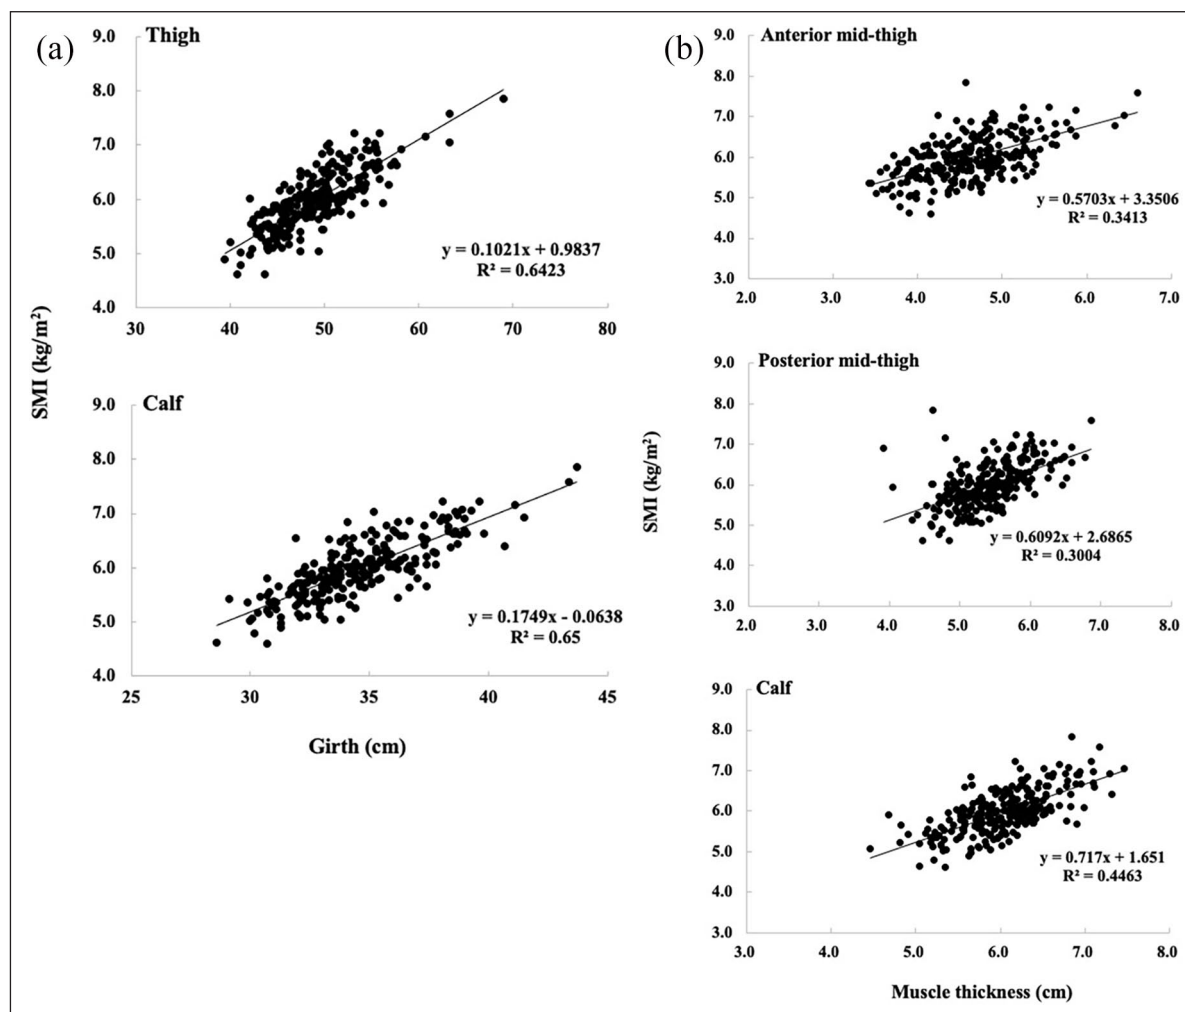 (a)
Thigh
9.0
8.0
7.0
6.0
5.0
4.0
30 40 50 60 70 80
y = 0.1021x + 0.9837
R² = 0.6423
SMI (kg/m²)
Calf
9.0
8.0
7.0
6.0
5.0
4.0
25 30 35 40 45
y = 0.1749x - 0.0638
R² = 0.65
Girth (cm)
(b)
Anterior mid-thigh
9.0
8.0
7.0
6.0
5.0
4.0
3.0
2.0 3.0 4.0 5.0 6.0 7.0
y = 0.5703x + 3.3506
R² = 0.3413
Posterior mid-thigh
9.0
8.0
7.0
6.0
5.0
4.0
3.0
2.0 3.0 4.0 5.0 6.0 7.0 8.0
y = 0.6092x + 2.6865
R² = 0.3004
SMI (kg/m²)
Calf
9.0
8.0
7.0
6.0
5.0
4.0
3.0
3.0 4.0 5.0 6.0 7.0 8.0
y = 0.717x + 1.651
R² = 0.4463
Muscle thickness (cm)